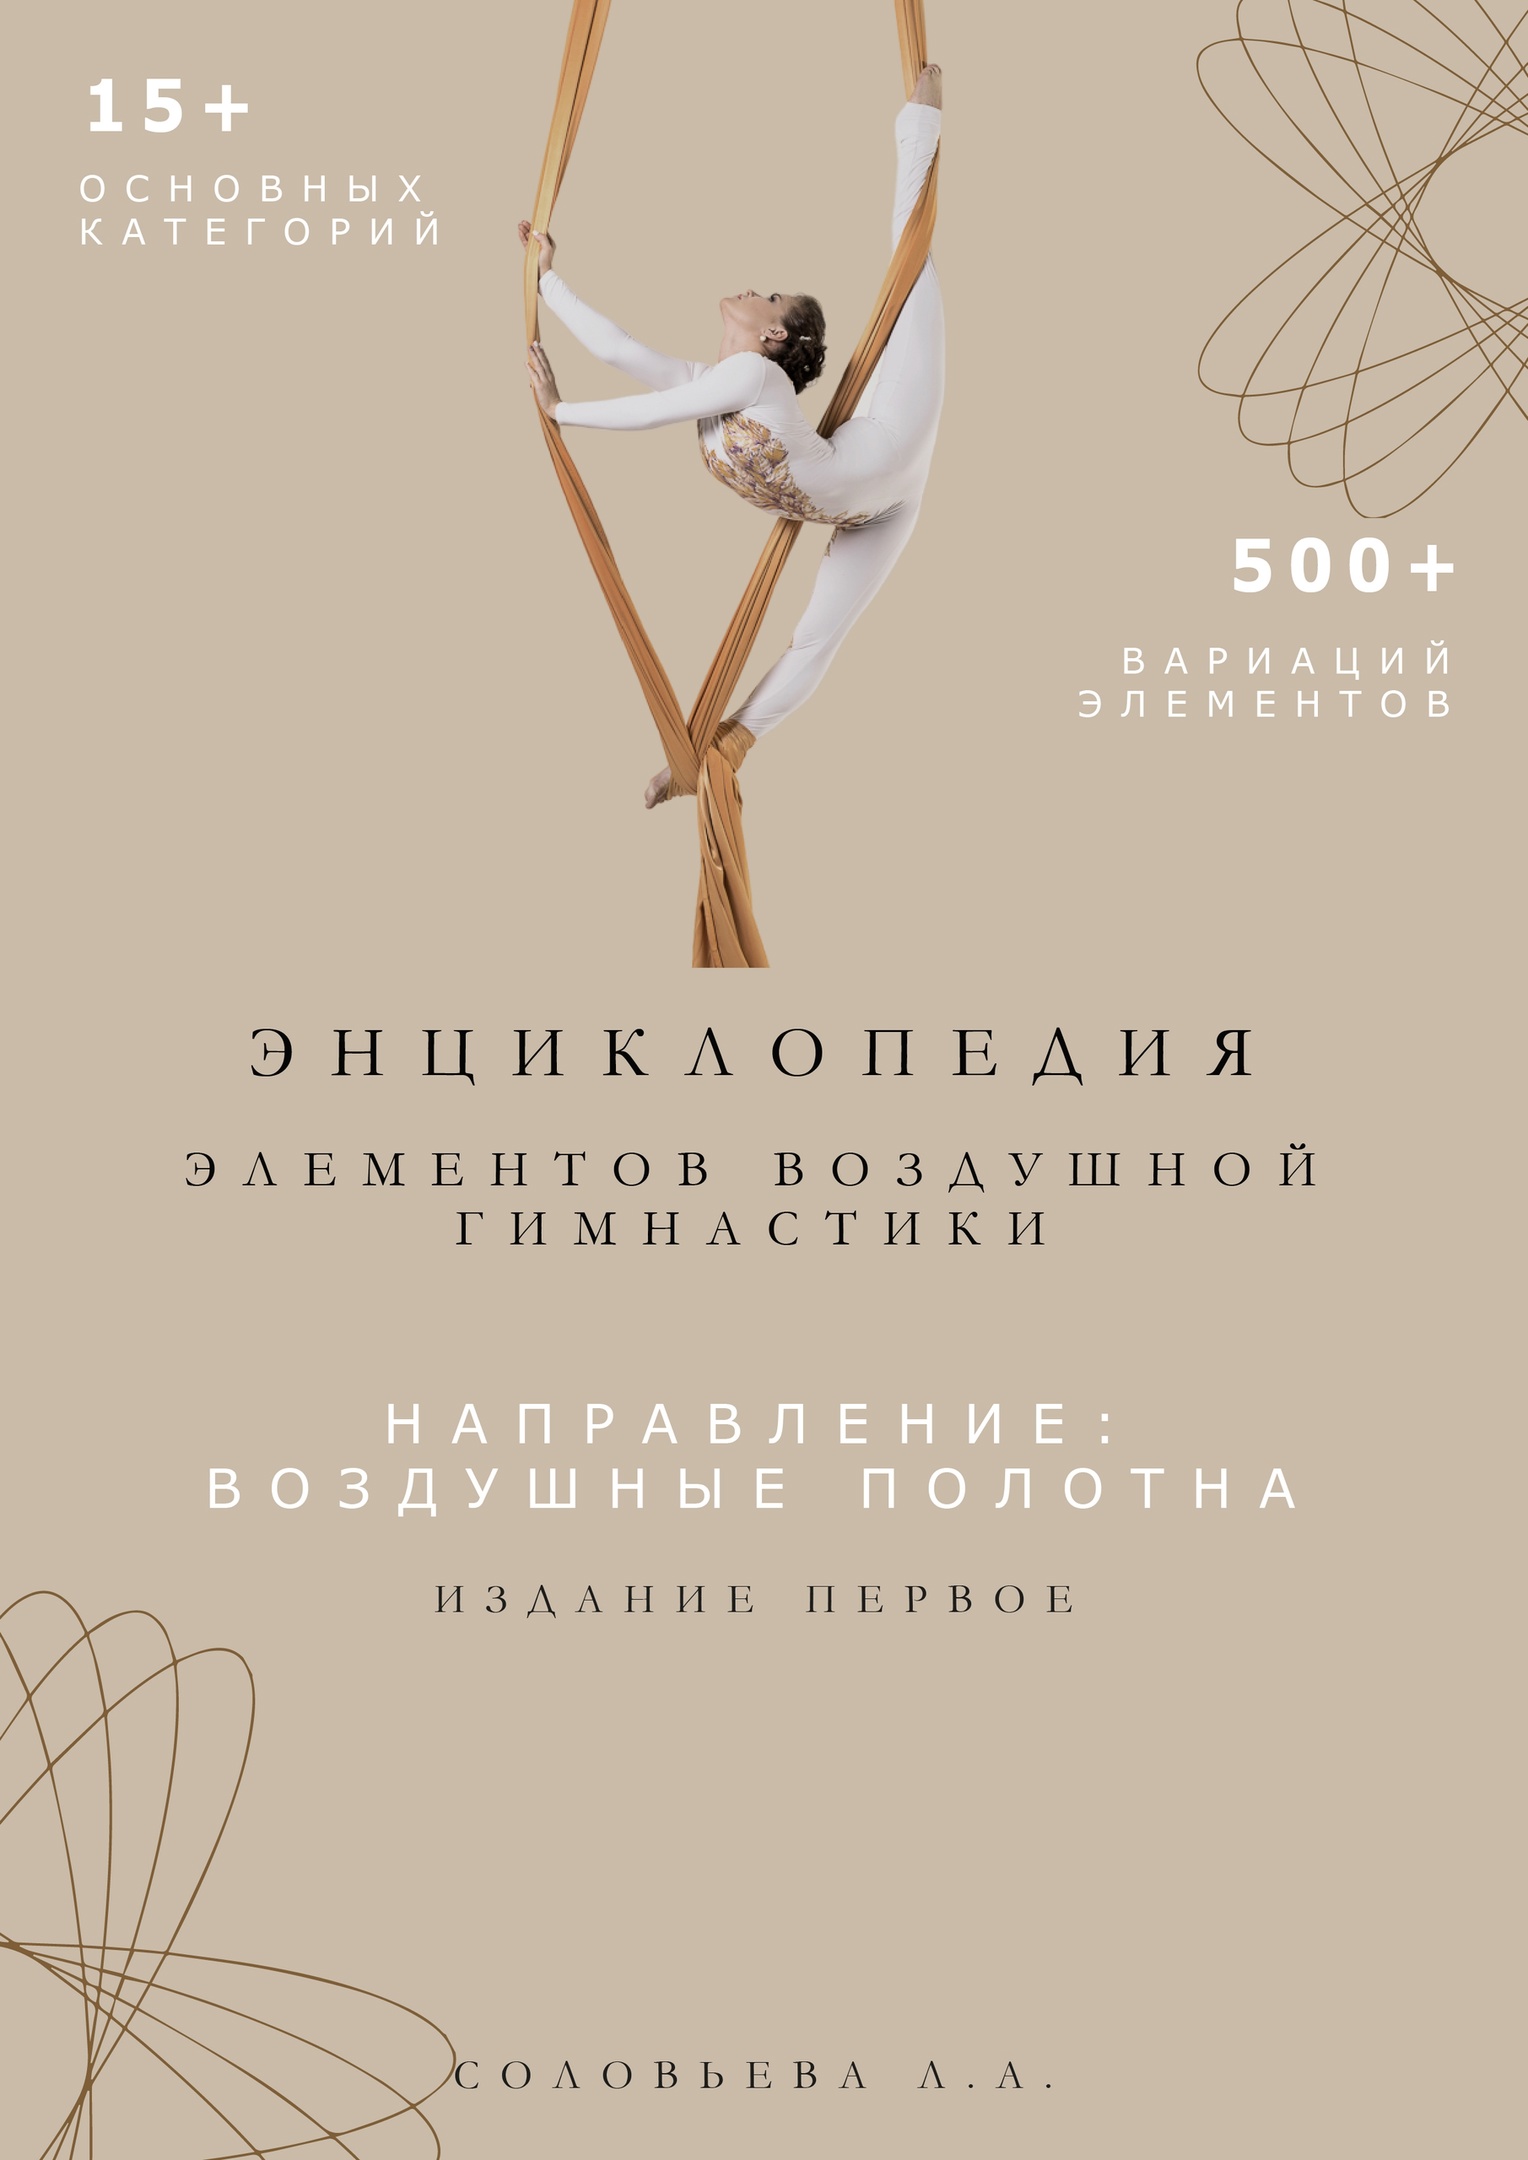 15+
ОСНОВНЫХ
КАТЕГОРИЙ
500+
ВАРИАЦИЙ
ЭЛЕМЕНТОВ
ЭНЦИКЛОПЕДИЯ
ЭЛЕМЕНТОВ ВОЗДУШНОЙ
ГИМНАСТИКИ
НАПРАВЛЕНИЕ:
ВОЗДУШНЫЕ ПОЛОТНА
ИЗДАНИЕ ПЕРВОЕ
СОЛОВЬЕВА Л.А.